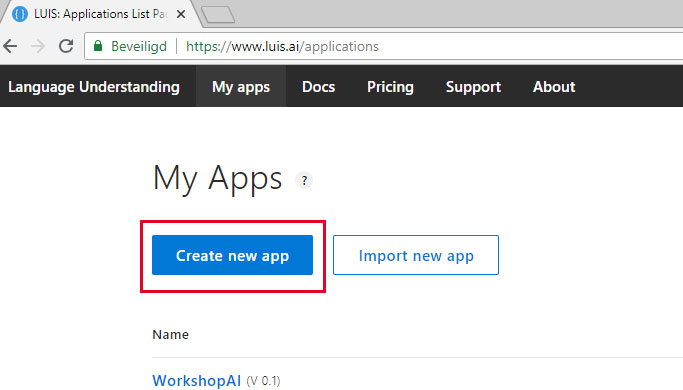 LUIS: Applications List Pa
Beveiligd https://www.luis.ai/applications
Language Understanding My apps Docs Pricing Support About
My Apps ?
Create new app Import new app
Name
WorkshopAI (V 0.1)